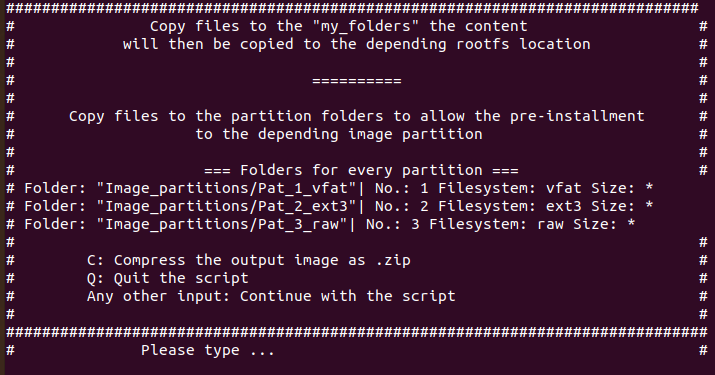 #############################################################################
# Copy files to the "my_folders" the content #
# will then be copied to the depending rootfs location #
# #
# ========== #
# #
# Copy files to the partition folders to allow the pre-installment #
# to the depending image partition #
# #
# === Folders for every partition === #
# Folder: "Image_partitions/Pat_1_vfat"| No.: 1 Filesystem: vfat Size: *
# Folder: "Image_partitions/Pat_2_ext3"| No.: 2 Filesystem: ext3 Size: *
# Folder: "Image_partitions/Pat_3_raw"| No.: 3 Filesystem: raw Size: *
# #
# C: Compress the output image as .zip #
# Q: Quit the script #
# Any other input: Continue with the script #
# #
##############################################################################
# Please type ... #